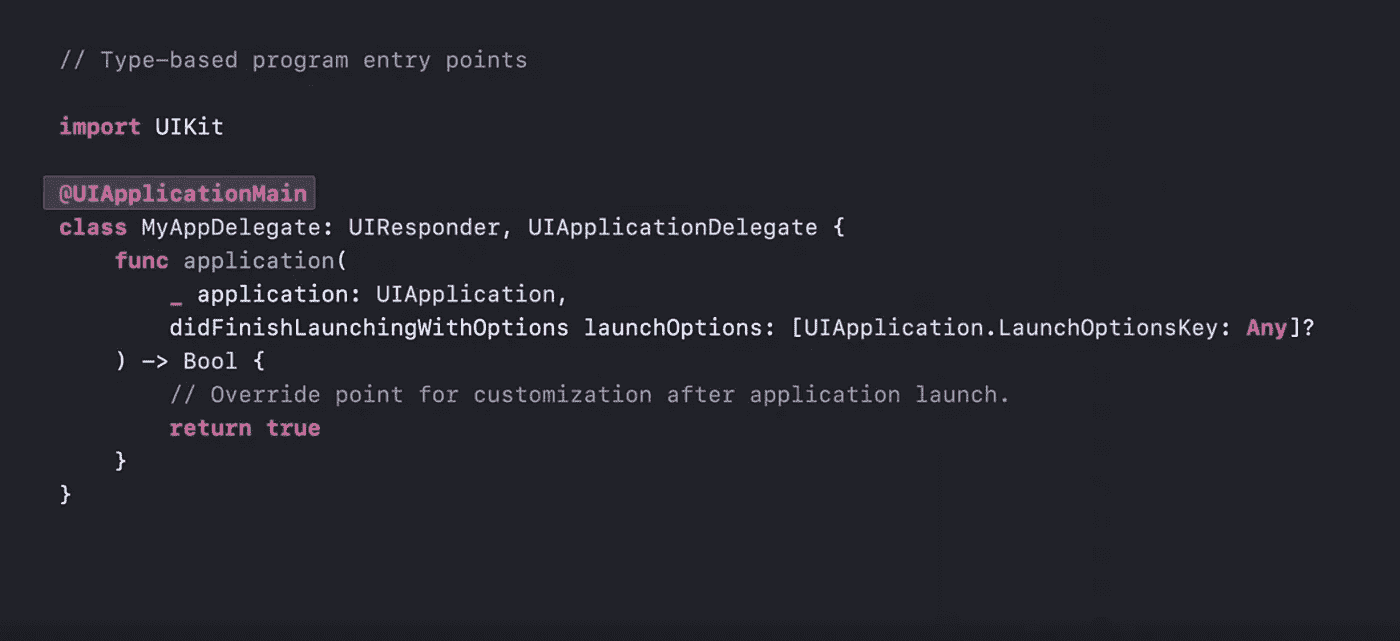 // Type-based program entry points
import UIKit
@UIApplicationMain
class MyAppDelegate: UIResponder, UIApplicationDelegate {
func application(
_ application: UIApplication,
didFinishLaunchingWithOptions launchOptions: [UIApplication.LaunchOptionsKey: Any]?
) -> Bool {
// Override point for customization after application launch.
return true
}
}